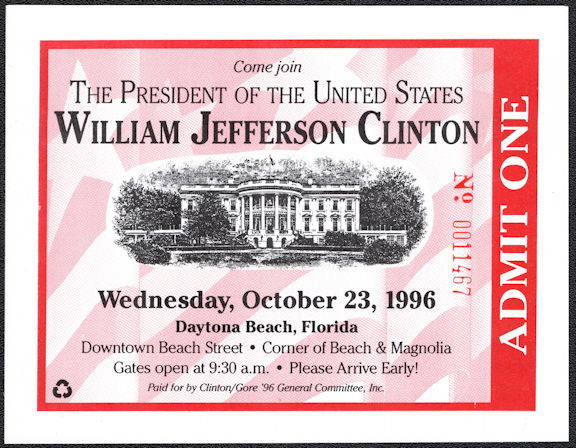 Come join
THE PRESIDENT OF THE UNITED STATES
WILLIAM JEFFERSON CLINTON
Wednesday, October 23, 1996
Daytona Beach, Florida
Downtown Beach Street • Corner of Beach & Magnolia
Gates open at 9:30 a.m. • Please Arrive Early!
Paid for by Clinton/Gore '96 General Committee, Inc.
№ 0011467
ADMIT ONE